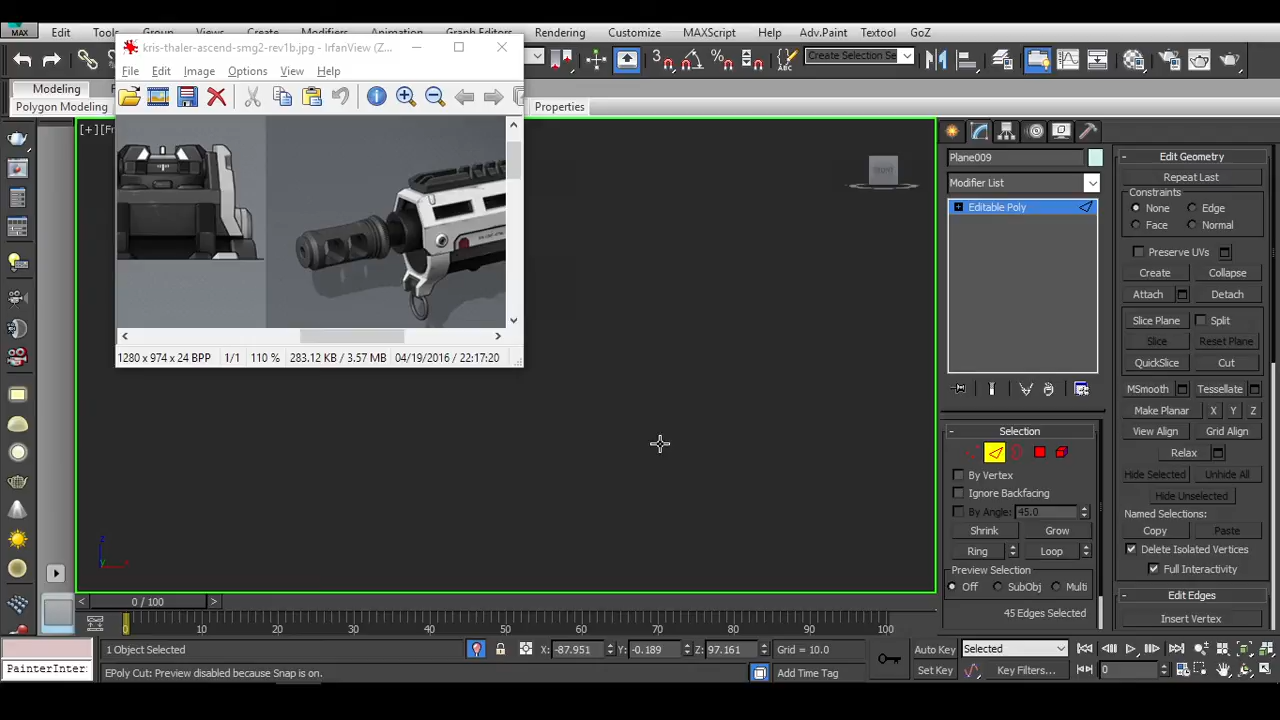 MAX
Edit
Tools
Group
Views
Create
Modifiers
Animation
Graph Editors
Rendering
Customize
MAXScript
Help
Adv.Paint
Textool
GoZ
kris-thaler-ascend-smg2-rev1b.jpg - IrfanView (Z...
Create Selection Se
File
Edit
Image
Options
View
Help
Modeling
Polygon Modeling
Properties
[+][Fr
FRONT
1280 x 974 x 24 BPP
1/1
110 %
283.12 KB / 3.57 MB
04/19/2016 / 22:17:20
Plane009
Modifier List
Editable Poly
Selection
By Vertex
Ignore Backfacing
By Angle:
45.0
Shrink
Grow
Ring
Loop
Preview Selection
Off
SubObj
Multi
45 Edges Selected
Edit Geometry
Repeat Last
Constraints
None
Edge
Face
Normal
Preserve UVs
Create
Collapse
Attach
Detach
Slice Plane
Split
Slice
Reset Plane
QuickSlice
Cut
MSmooth
Tessellate
Make Planar
X
Y
Z
View Align
Grid Align
Relax
Hide Selected
Unhide All
Hide Unselected
Named Selections:
Copy
Paste
Delete Isolated Vertices
Full Interactivity
Edit Edges
Insert Vertex
z
x
y
< 0 / 100 >
0 10 20 30 40 50 60 70 80 90 100
1 Object Selected
X: -87.951
Y: -0.189
Z: 97.161
Grid = 10.0
Auto Key
Selected
PainterInter
EPoly Cut: Preview disabled because Snap is on.
Add Time Tag
Set Key
Key Filters...
0